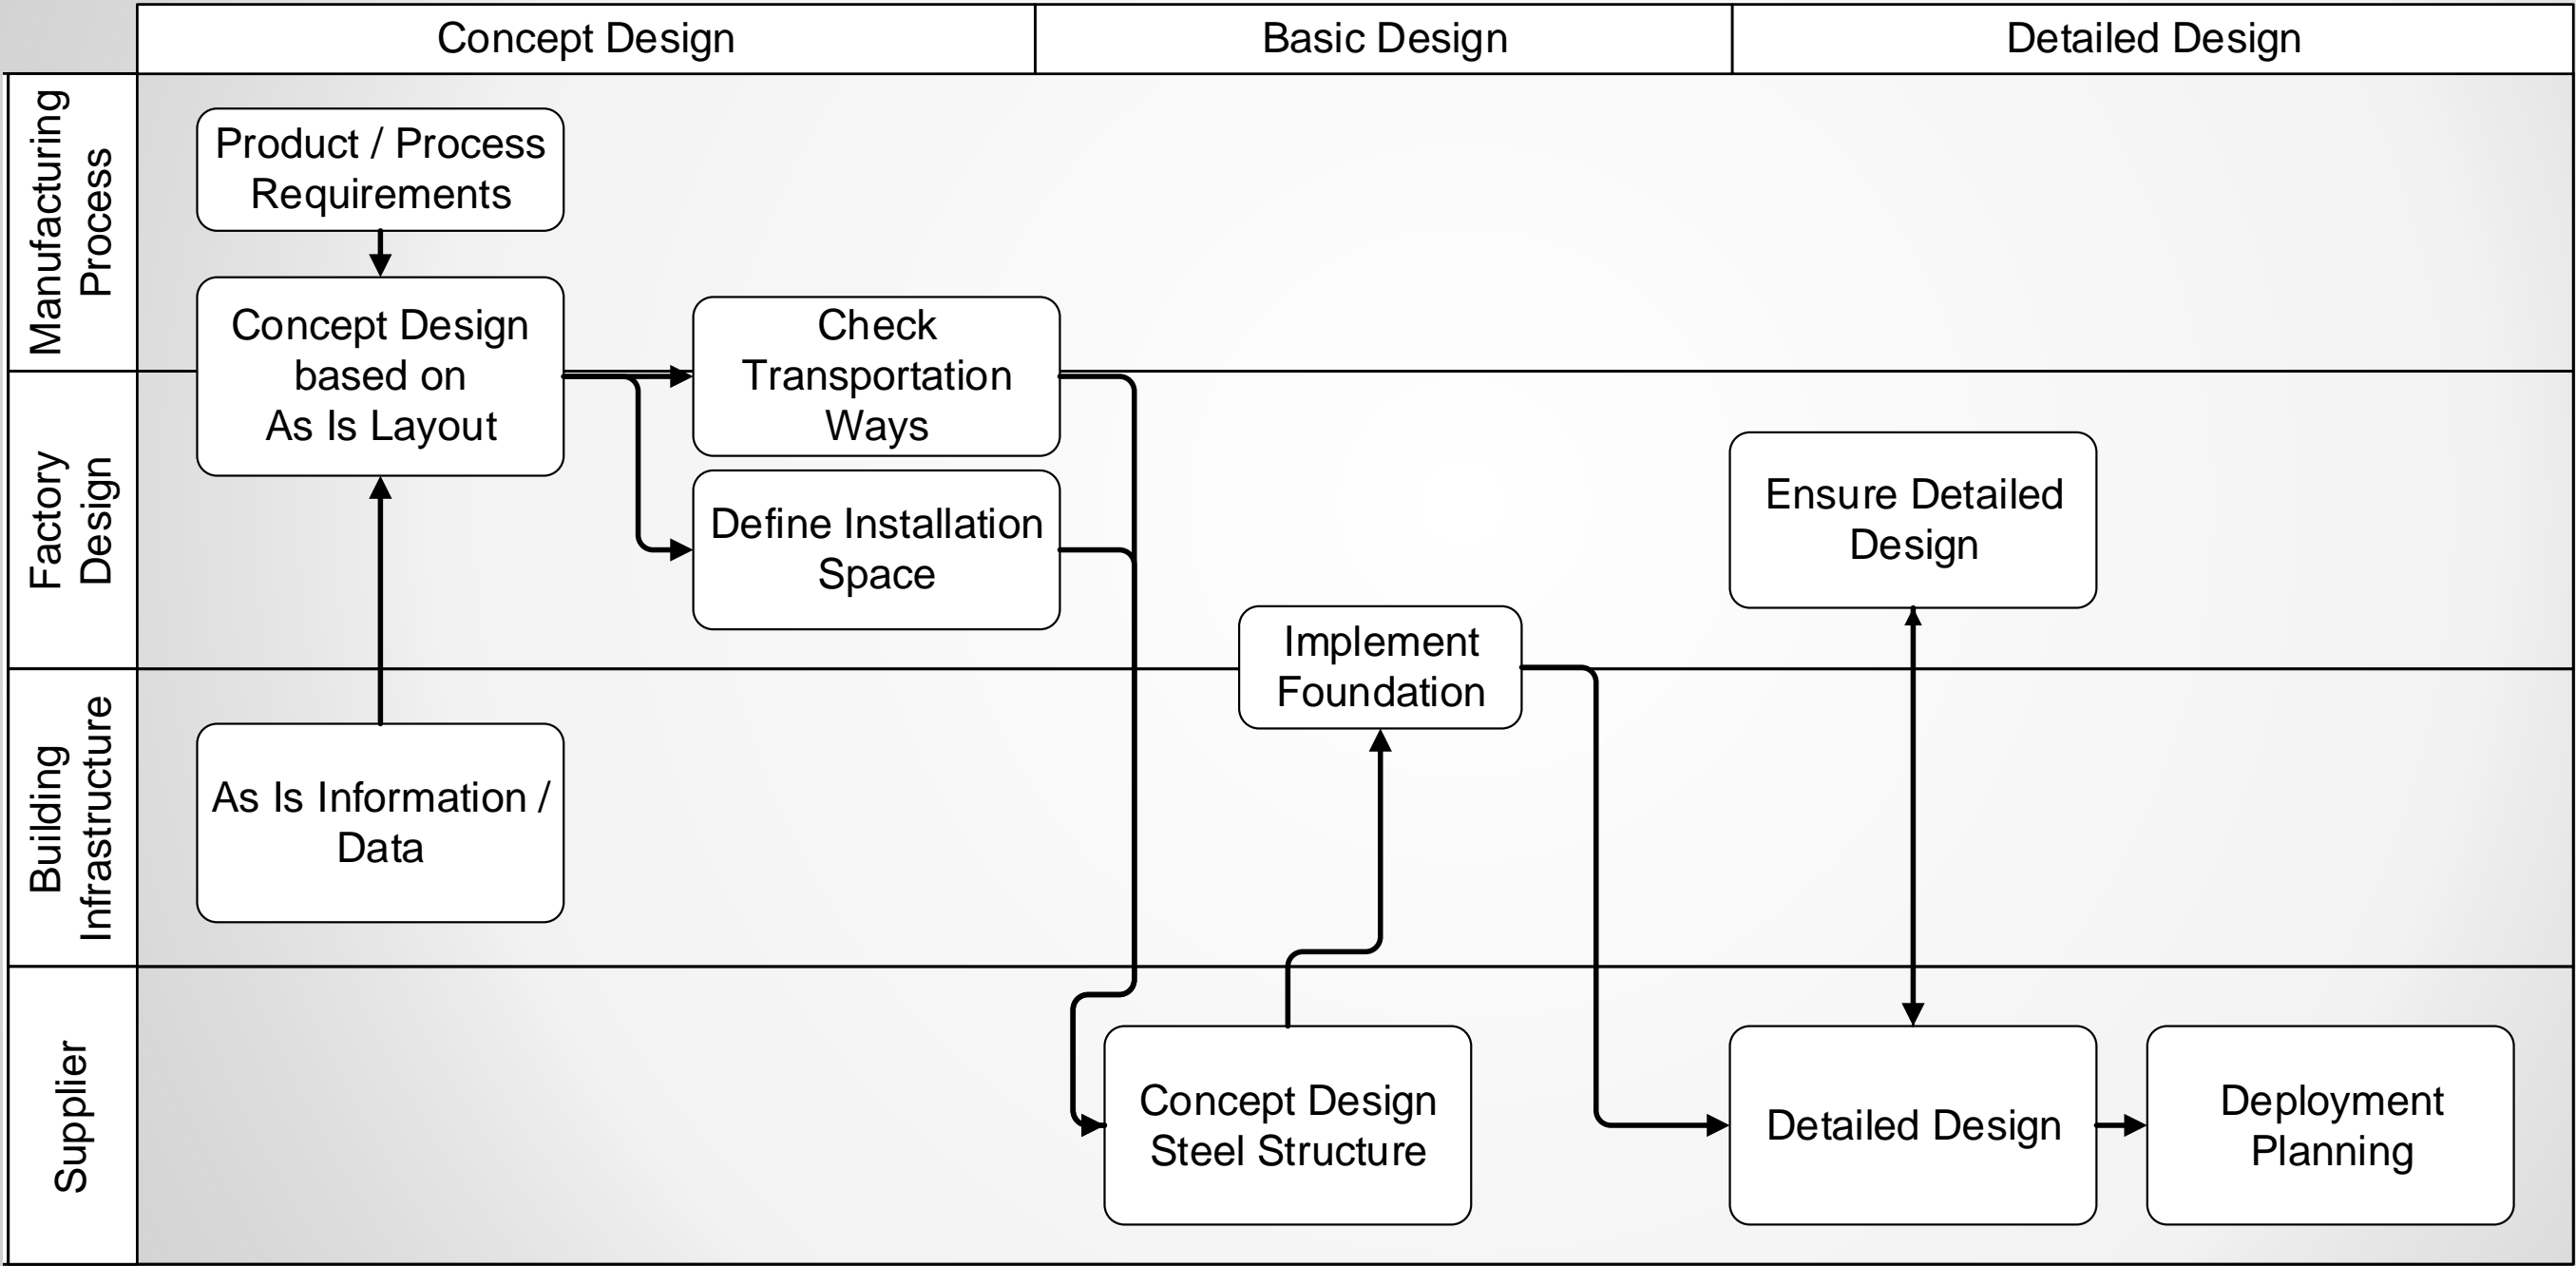 Concept Design
Basic Design
Detailed Design
Manufacturing
Process
Product / Process
Requirements
Concept Design
based on
As Is Layout
Check
Transportation
Ways
Factory
Design
Define Installation
Space
Ensure Detailed
Design
Implement
Foundation
Building
Infrastructure
As Is Information /
Data
Supplier
Concept Design
Steel Structure
Detailed Design
Deployment
Planning